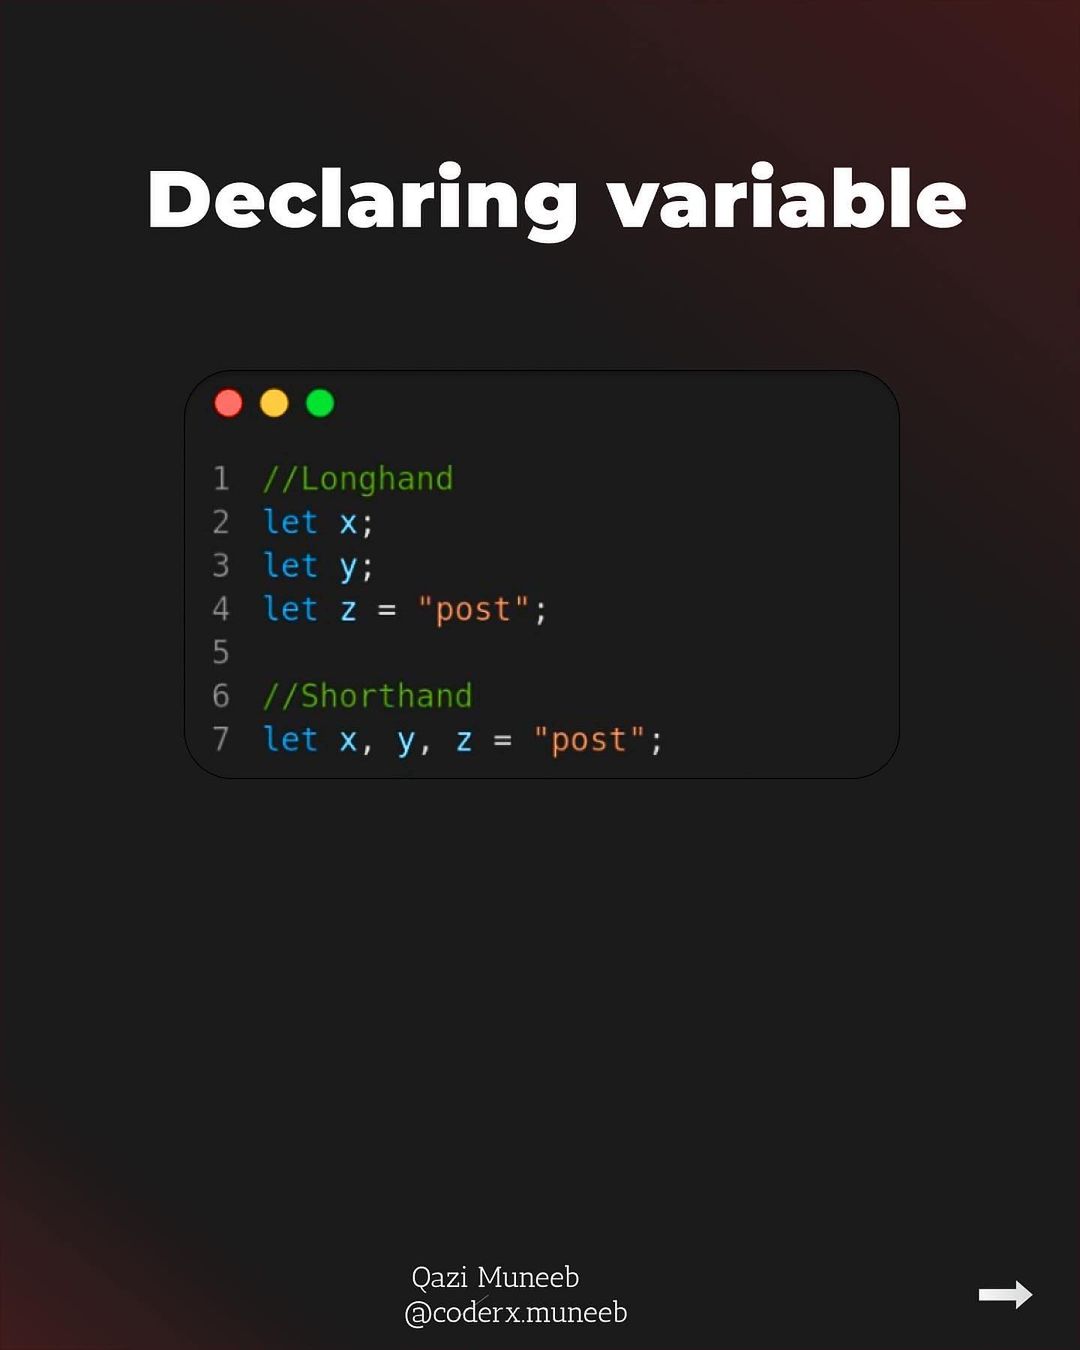 Declaring variable
1 //Longhand
2 let x;
3 let y;
4 let z = "post";
5
6 //Shorthand
7 let x, y, z = "post";
Qazi Muneeb
@coderx.muneeb